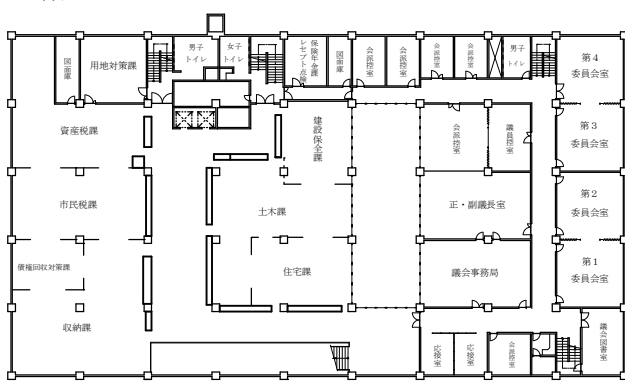 図面庫
用地対策課
男子
トイレ
女子
トイレ
保険年金課
レセプト点検
図面庫
会派控室
会派控室
会派控室
会派控室
男子
トイレ
第4
委員会室
資産税課
建設保全課
会派控室
議員控室
第3
委員会室
市民税課
土木課
正・副議長室
第2
委員会室
債権回収対策課
住宅課
議会事務局
第1
委員会室
収納課
応接室
応接室
会派控室
議会図書室